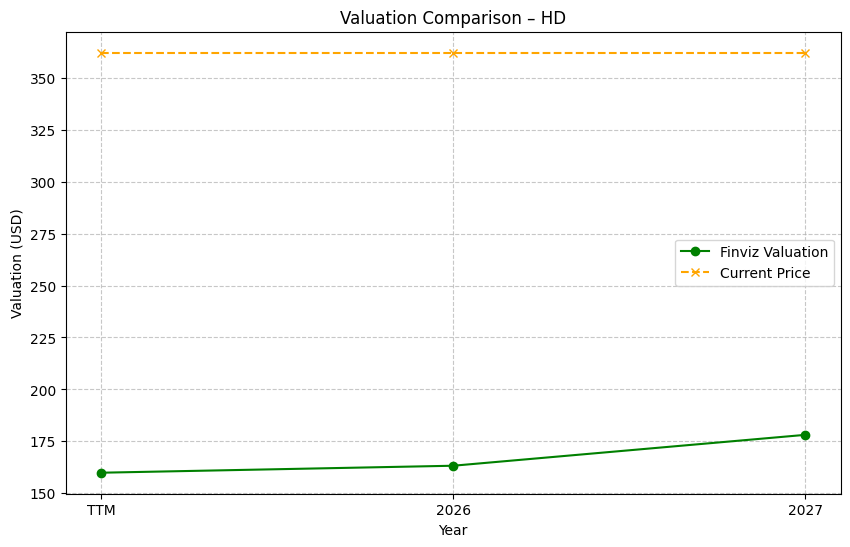 Valuation Comparison – HD
Valuation (USD)
350
325
300
275
250
225
200
175
150
Finviz Valuation
Current Price
TTM
2026
2027
Year